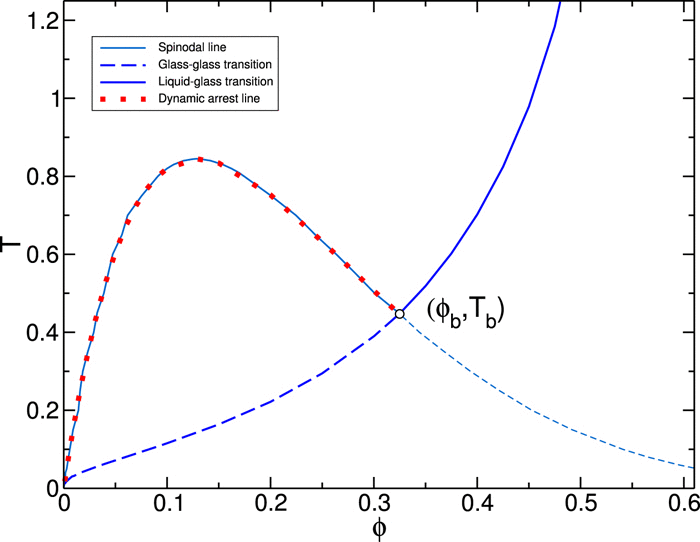 1.2
1
0.8
0.6
0.4
0.2
0
T
Spinodal line
Glass-glass transition
Liquid-glass transition
Dynamic arrest line
(ϕb,Tb)
0 0.1 0.2 0.3 0.4 0.5 0.6
ϕ